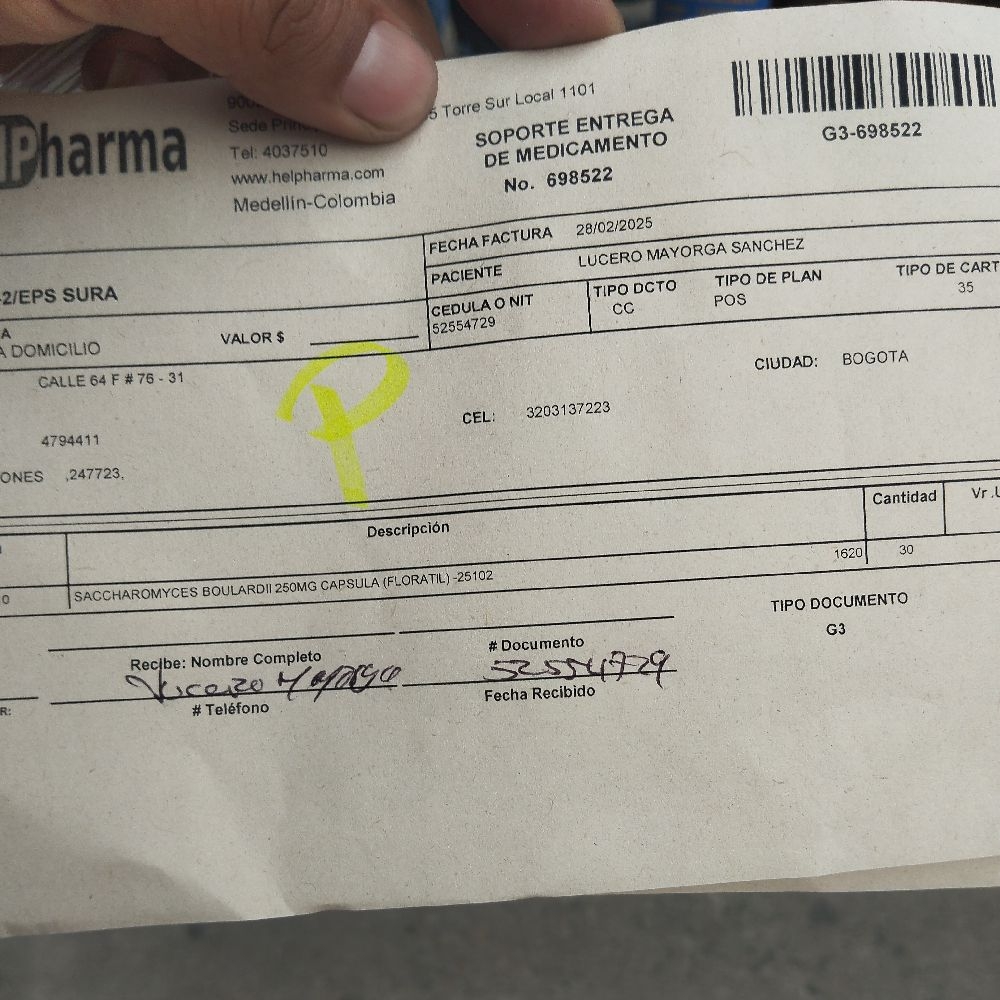 Pharma
5 Torre Sur Local 1101
Sede
Tel: 4037510
www.helpharma.com
Medellin-Colombia
SOPORTE ENTREGA
DE MEDICAMENTO
No. 698522
G3-698522
FECHA FACTURA 28/02/2025
PACIENTE LUCERO MAYORGA SANCHEZ
-2/EPS SURA
CEDULA O NIT TIPO DCTO TIPO DE PLAN TIPO DE CART
52554729 CC POS 35
A
A DOMICILIO VALOR $
CALLE 64 F # 76 - 31
CIUDAD: BOGOTA
P
CEL: 3203137223
4794411
ONES ,247723,
Descripción Cantidad Vr .U
0 SACCHAROMYCES BOULARDII 250MG CAPSULA (FLORATIL) -25102 1620 30
TIPO DOCUMENTO
G3
Recibe: Nombre Completo # Documento
Lucero Mayorga 52554729
R: # Teléfono Fecha Recibido